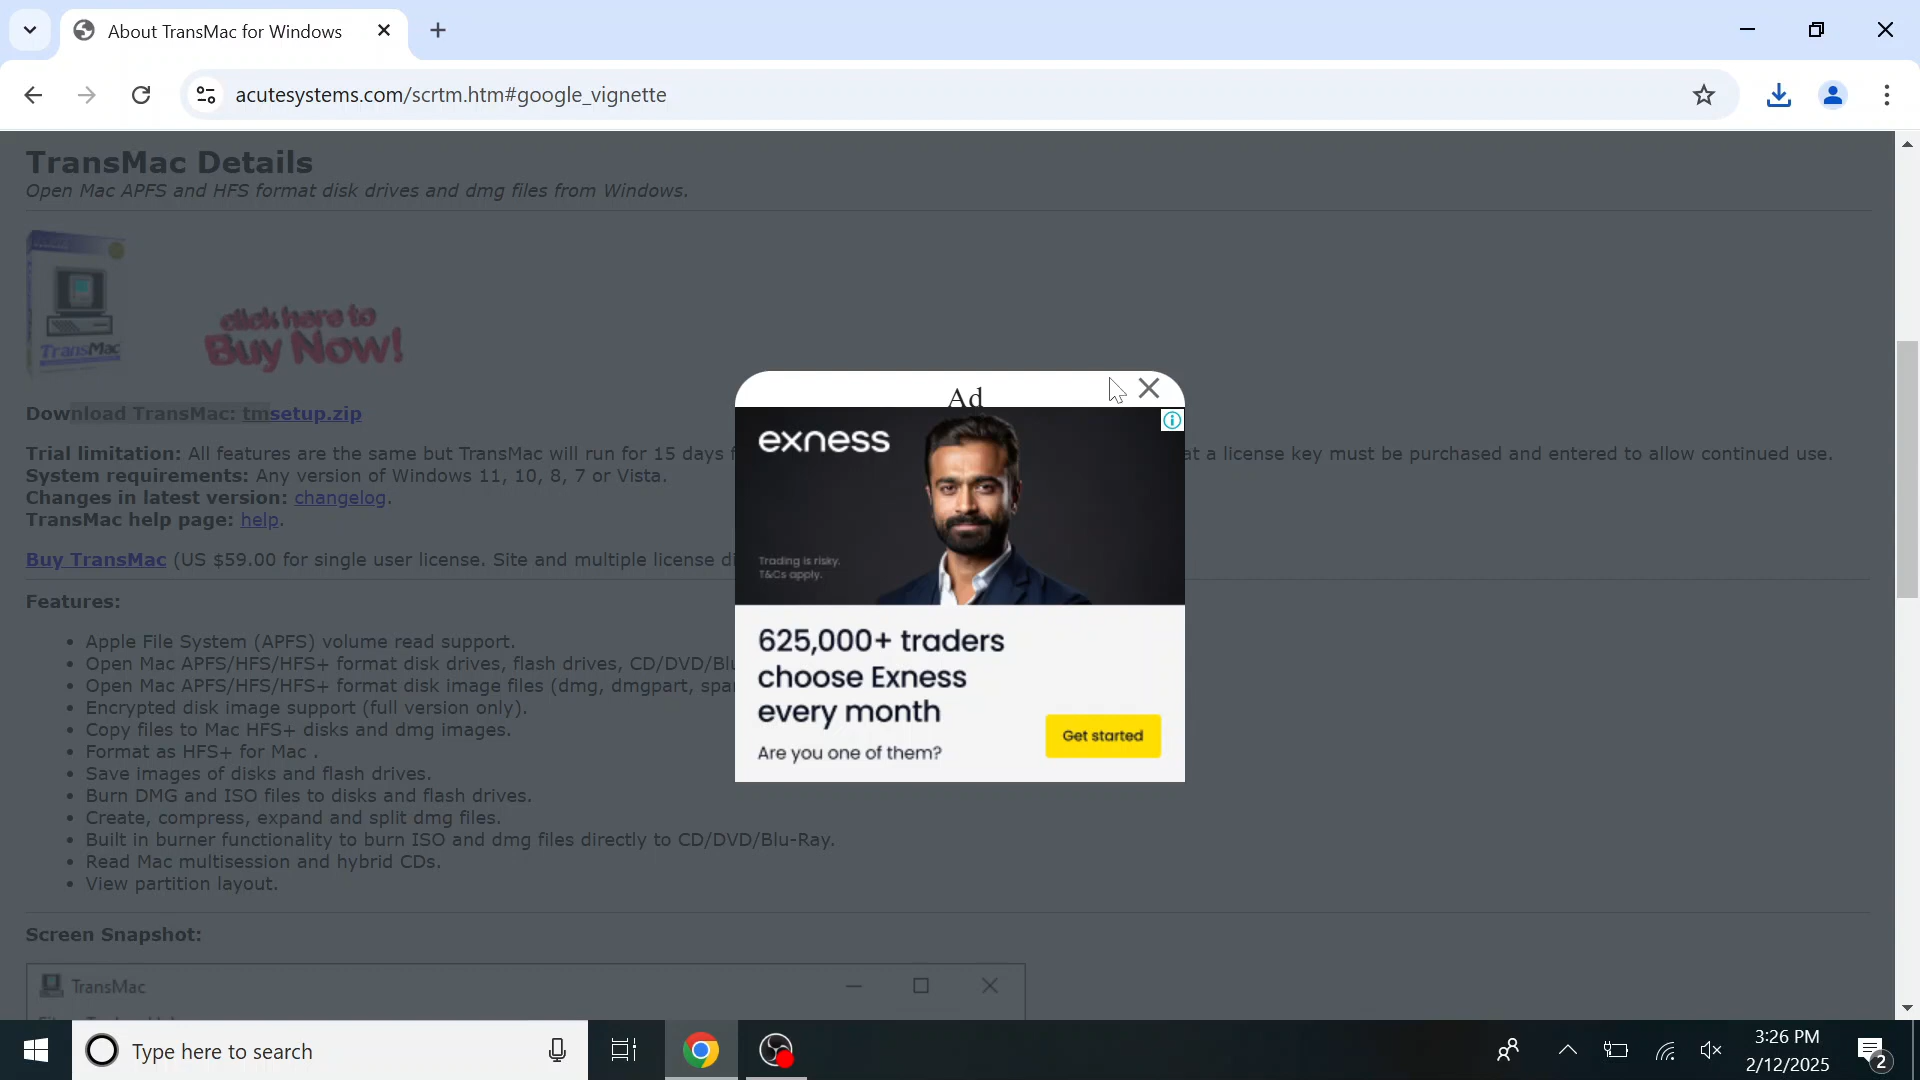 About TransMac for Windows
acutesystems.com/scrtm.htm#google_vignette
TransMac Details
Open Mac APFS and HFS format disk drives and dmg files from Windows.
TransMac
click here to
Buy Now!
Download TransMac: tmsetup.zip
Trial limitation: All features are the same but TransMac will run for 15 days
at a license key must be purchased and entered to allow continued use.
System requirements: Any version of Windows 11, 10, 8, 7 or Vista.
Changes in latest version: changelog.
TransMac help page: help.
Buy TransMac (US $59.00 for single user license. Site and multiple license
Features:
Apple File System (APFS) volume read support.
Open Mac APFS/HFS/HFS+ format disk drives, flash drives, CD/DVD/
Open Mac APFS/HFS/HFS+ format disk image files (dmg, dmgpart,
Encrypted disk image support (full version only).
Copy files to Mac HFS+ disks and dmg images.
Format as HFS+ for Mac .
Save images of disks and flash drives.
Burn DMG and ISO files to disks and flash drives.
Create, compress, expand and split dmg files.
Built in burner functionality to burn ISO and dmg files directly to CD/DVD/Blu-Ray.
Read Mac multisession and hybrid CDs.
View partition layout.
Screen Snapshot:
TransMac
Ad
exness
Trading is risky.
T&Cs apply.
625,000+ traders
choose Exness
every month
Are you one of them?
Get started
Type here to search
3:26 PM
2/12/2025
2